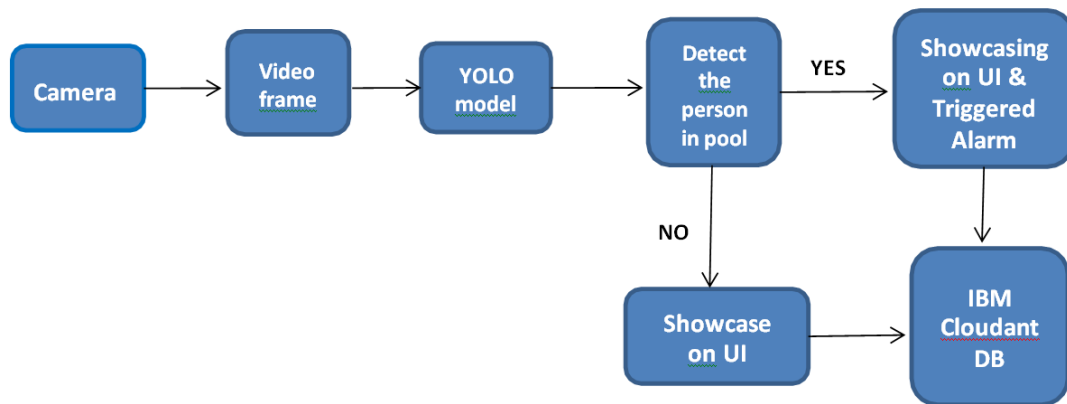 Camera
Video
frame
YOLO
model
Detect
the
person
in pool
YES
Showcasing
on UI &
Triggered
Alarm
NO
Showcase
on UI
IBM
Cloudant
DB